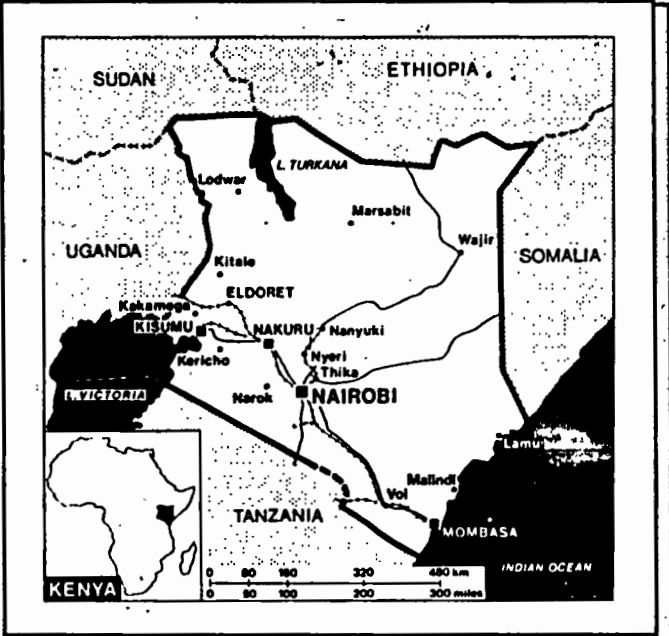 SUDAN
ETHIOPIA
L. TURKANA
Lodwar
Marsabit
Wajir
UGANDA
SOMALIA
Kitale
ELDORET
Kakamega
KISUMU
NAKURU
Nanyuki
Kericho
Nyeri
Thika
L. VICTORIA
Narok
NAIROBI
Lamu
Malindi
Voi
TANZANIA
MOMBASA
INDIAN OCEAN
KENYA
0 80 160 320 480 km
0 50 100 200 300 miles